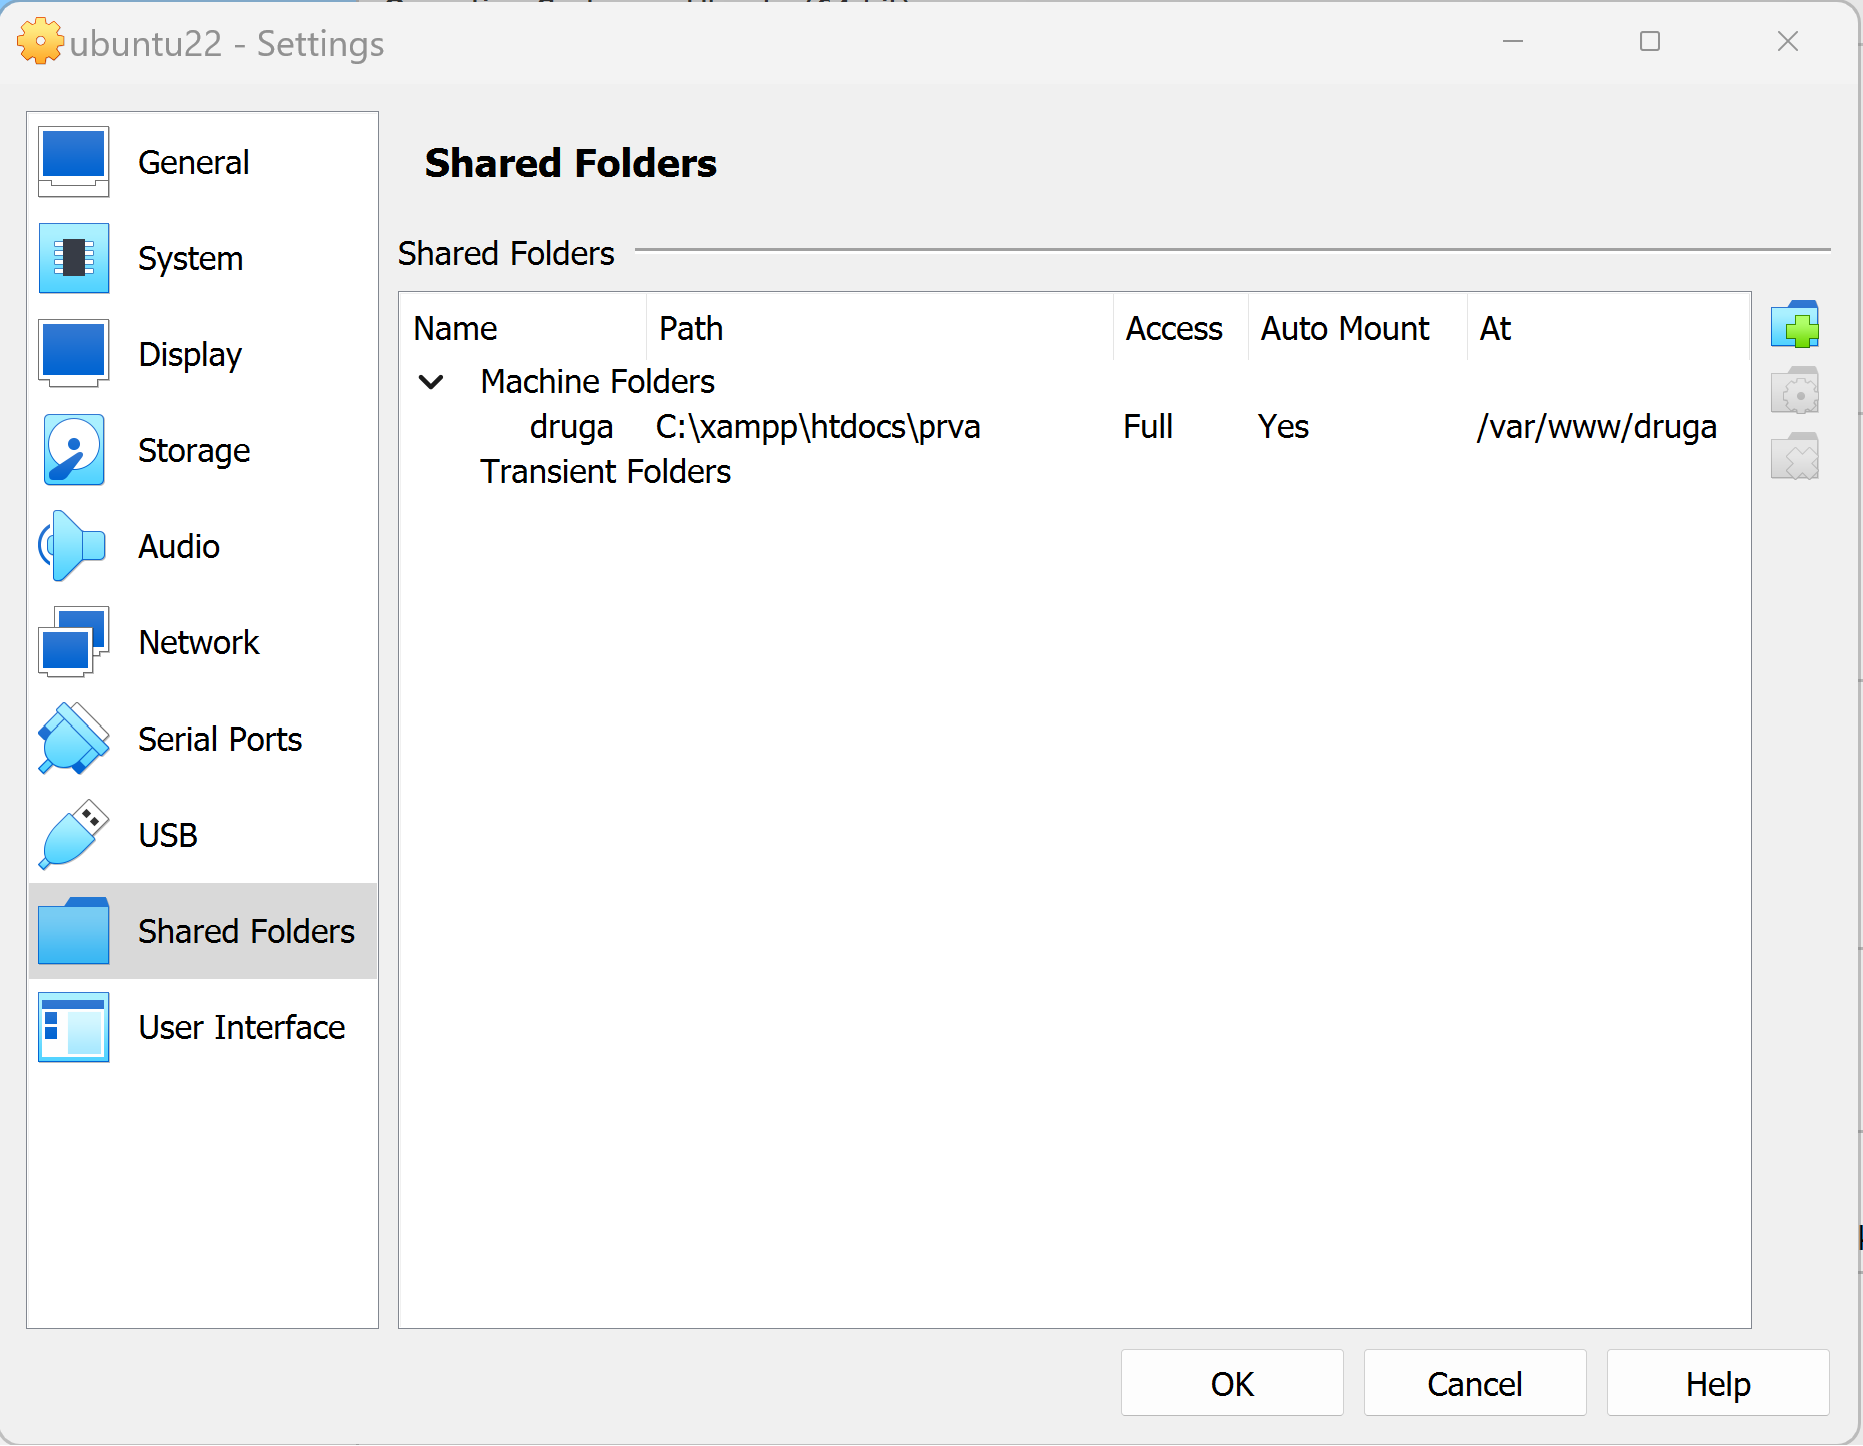 ubuntu22 - Settings
General
System
Display
Storage
Audio
Network
Serial Ports
USB
Shared Folders
User Interface
Shared Folders
Shared Folders
Name Path Access Auto Mount At
Machine Folders
druga C:\xampp\htdocs\prva Full Yes /var/www/druga
Transient Folders
OK Cancel Help